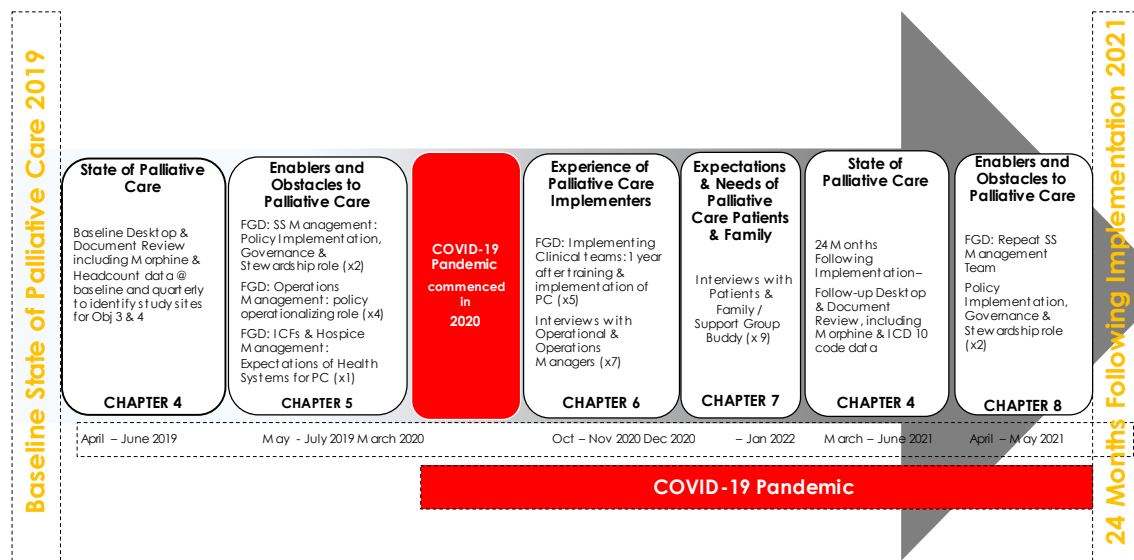 Baseline State of Palliative Care 2019
State of Palliative
Care
Baseline Desktop &
Document Review
including Morphine &
Headcount data @
baseline and quarterly
to identify study sites
for Obj 3 & 4
CHAPTER 4
Enablers and
Obstacles to
Palliative Care
FGD: SS Management:
Policy Implementation,
Governance &
Stewardship role (x2)
FGD: Operations
Management: policy
operationalizing role (x4)
FGD: ICFs & Hospice
Management:
Expectations of Health
Systems for PC (x1)
CHAPTER 5
COVID-19
Pandemic
commenced
in
2020
Experience of
Palliative Care
Implementers
FGD: Implementing
Clinical teams: 1 year
after training &
implementation of
PC (x5)
Interviews with
Operational &
Operations
Managers (x7)
CHAPTER 6
Expectations
& Needs of
Palliative
Care Patients
& Family
Interviews with
Patients &
Family /
Support Group
Buddy (x 9)
CHAPTER 7
State of
Palliative Care
24 Months
Following
Implementation–
Follow-up Desktop
& Document
Review, including
Morphine & ICD 10
code data
CHAPTER 4
Enablers and
Obstacles to
Palliative Care
FGD: Repeat SS
Management
Team
Policy
Implementation,
Governance &
Stewardship role
(x2)
CHAPTER 8
24 Months Following Implementation 2021
April – June 2019
May - July 2019 March 2020
Oct – Nov 2020 Dec 2020
– Jan 2022
March – June 2021
April – May 2021
COVID-19 Pandemic